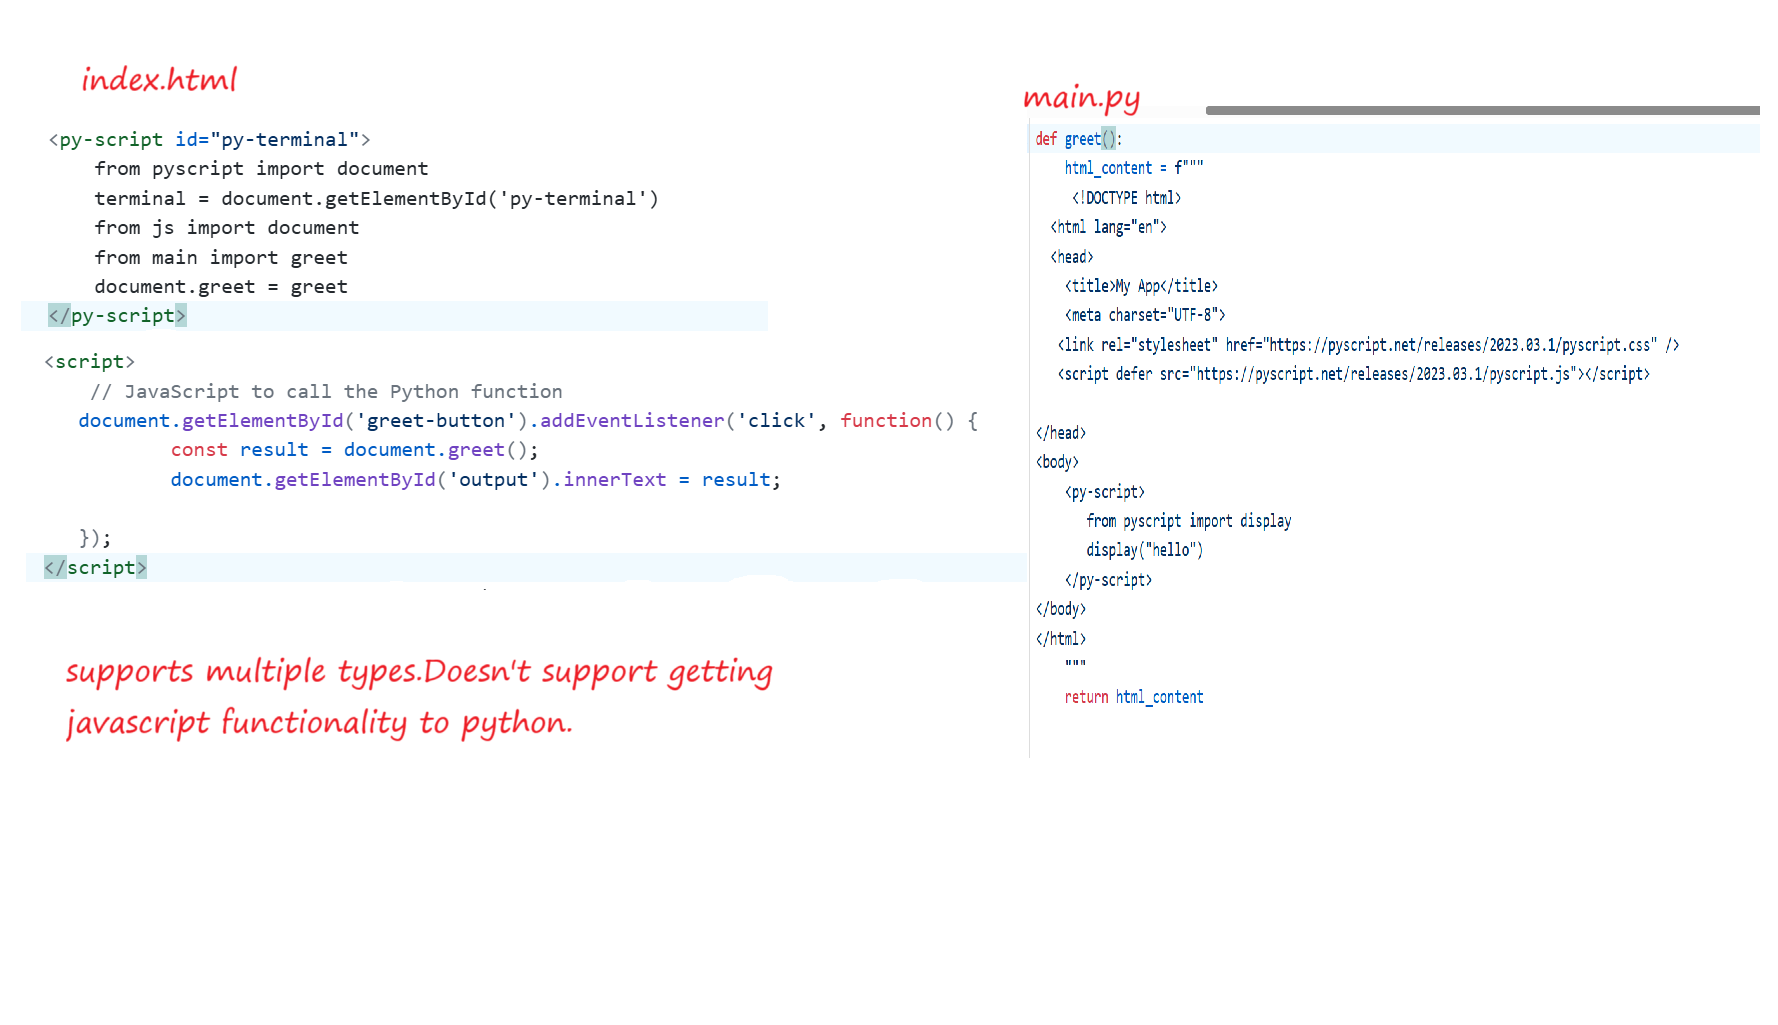 index.html
<py-script id="py-terminal">
from pyscript import document
terminal = document.getElementById('py-terminal')
from js import document
from main import greet
document.greet = greet
</py-script>
<script>
// JavaScript to call the Python function
document.getElementById('greet-button').addEventListener('click', function() {
const result = document.greet();
document.getElementById('output').innerText = result;
});
</script>
supports multiple types.Doesn't support getting
javascript functionality to python.
main.py
def greet():
html_content = f"""
<!DOCTYPE html>
<html lang="en">
<head>
<title>My App</title>
<meta charset="UTF-8">
<link rel="stylesheet" href="https://pyscript.net/releases/2023.03.1/pyscript.css" />
<script defer src="https://pyscript.net/releases/2023.03.1/pyscript.js"></script>
</head>
<body>
<py-script>
from pyscript import display
display("hello")
</py-script>
</body>
</html>
"""
return html_content